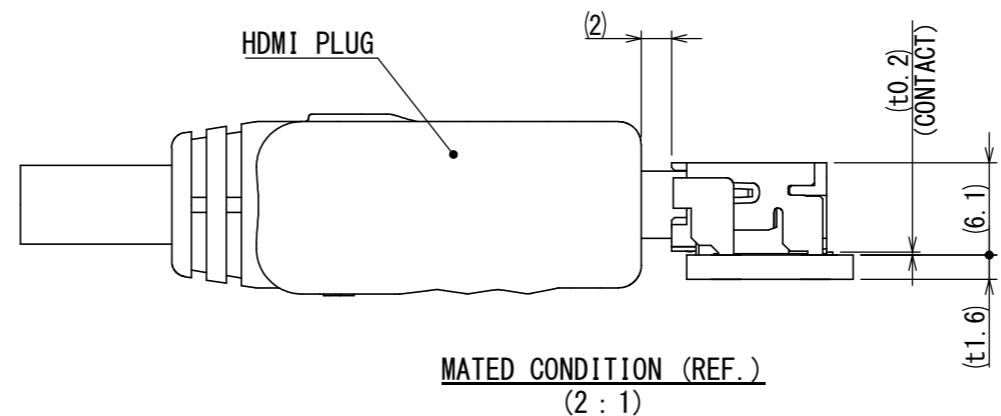 HDMI PLUG
(2)
(t0.2)
(CONTACT)
(6.1)
(t1.6)
MATED CONDITION (REF.)
(2 : 1)